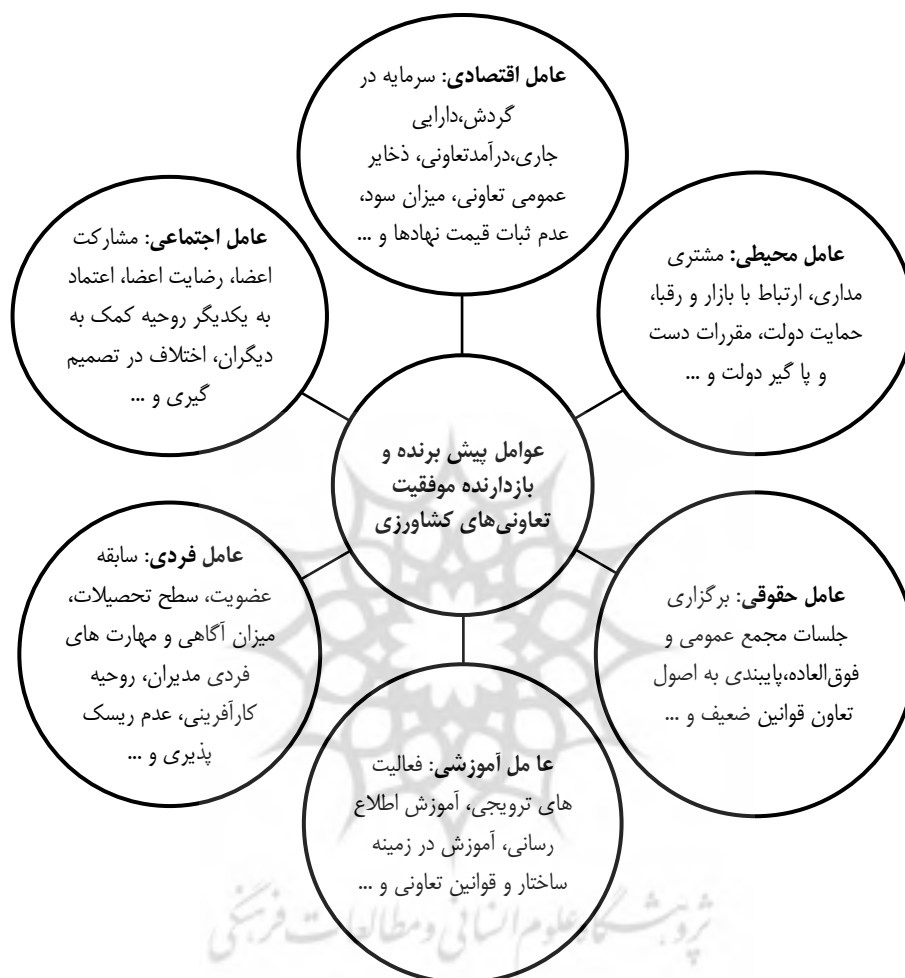 عامل اقتصادی: سرمایه در
گردش،دارایی
جاری،درآمدتعاونی، ذخایر
عمومی تعاونی، میزان سود،
عدم ثبات قیمت نهادها و ...
عامل محیطی: مشتری
مداری، ارتباط با بازار و رقبا،
حمایت دولت، مقررات دست
و پا گیر دولت و ...
عامل اجتماعی: مشارکت
اعضا، رضایت اعضا، اعتماد
به یکدیگر روحیه کمک به
دیگران، اختلاف در تصمیم
گیری و ...
عوامل پیش برنده و
بازدارنده موفقیت
تعاونی‌های کشاورزی
عامل حقوقی: برگزاری
جلسات مجمع عمومی و
فوق‌العاده،پایبندی به اصول
تعاون قوانین ضعیف و ...
عامل فردی: سابقه
عضویت، سطح تحصیلات،
میزان آگاهی و مهارت های
فردی مدیران، روحیه
کارآفرینی، عدم ریسک
پذیری و ...
عا مل آموزشی: فعالیت
های ترویجی، آموزش اطلاع
رسانی، آموزش در زمینه
ساختار و قوانین تعاونی و ...
پژوهشگاه علوم انسانی و مطالعات فرهنگی